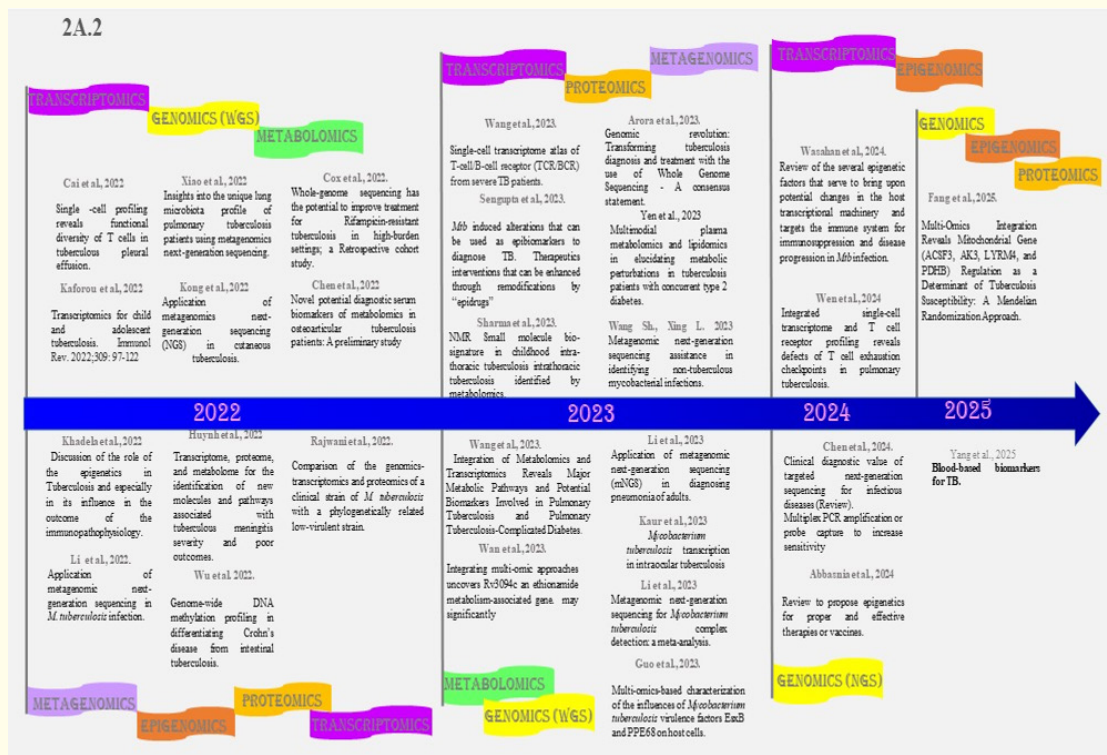 2A.2
TRANSCRIPTOMICS
GENOMICS (WGS)
METABOLOMICS
Cai et al., 2022
Single -cell profiling
reveals functional
diversity of T cells in
tuberculous pleural
effusion.
Kaforou et al., 2022
Transcriptomics for child
and adolescent
tuberculosis. Immunol
Rev. 2022;309: 97-122
Xiao et al., 2022
Insights into the unique lung
microbiota profile of
pulmonary tuberculosis
patients using metagenomics
next-generation sequencing.
Kong et al., 2022
Application of
metagenomics next-
generation sequencing
(NGS) in cutaneous
tuberculosis.
Cox et al., 2022.
Whole-genome sequencing has
the potential to improve
treatment for
Rifampicin-resistant
tuberculosis in high-burden
settings; a Retrospective cohort
study.
Chen et al., 2022
Novel potential diagnostic serum
biomarkers of metabolomics in
osteoarticular tuberculosis
patients: A preliminary study
TRANSCRIPTOMICS
PROTEOMICS
METAGENOMICS
Wang et al., 2023.
Single-cell transcriptome atlas of
T-cell/B-cell receptor (TCR/BCR)
from severe TB patients.
Sengupta et al., 2023.
Mtb induced alterations that can
be used as epibiomarkers to
diagnose TB. Therapeutics
interventions that can be enhanced
through remodifications by
“epidrugs”
Sharma et al., 2023.
NMR Small molecule bio-
signature in childhood intra-
thoracic tuberculosis intrathoracic
tuberculosis identified by
metabolomics.
Arora et al., 2023.
Genomic revolution:
Transforming tuberculosis
diagnosis and treatment with
the use of Whole Genome
Sequencing - A consensus
statement.
Yen et al., 2023
Multimodial plasma
metabolomics and lipidomics
in elucidating metabolic
perturbations in tuberculosis
patients with concurrent type 2
diabetes.
Wang Sh., Xing L. 2023
Metagenomic next-generation
sequencing assistance in
identifying non-tuberculous
mycobacterial infections.
TRANSCRIPTOMICS
EPIGENOMICS
Wasahan et al., 2024.
Review of the several epigenetic
factors that serve to bring upon
potential changes in the host
transcriptional machinery and
targets the immune system for
immunosuppression and disease
progression in Mtb infection.
Wen et al., 2024
Integrated single-cell
transcriptome and T cell
receptor profiling reveals
defects of T cell exhaustion
checkpoints in pulmonary
tuberculosis.
GENOMICS
EPIGENOMICS
PROTEOMICS
Fang et al., 2025.
Multi-Omics Integration
Reveals Mitochondrial Gene
(ACSF3, AK3, LYRM4, and
PDHB) Regulation as a
Determinant of Tuberculosis
Susceptibility: A Mendelian
Randomization Approach.
2022
2023
2024
2025
Khadela et al., 2022
Discussion of the role of
the epigenetics in
Tuberculosis and especially
in its influence in the
outcome of the
immunopathophysiology.
Li et al., 2022.
Application of
metagenomic next-
generation sequencing in
M. tuberculosis infection.
Huynh et al., 2022
Transcriptome, proteome,
and metabolome for the
identification of new
molecules and pathways
associated with
tuberculous meningitis
severity and poor
outcomes.
Wu et al. 2022.
Genome-wide DNA
methylation profiling in
differentiating Crohn’s
disease from intestinal
tuberculosis.
Rajwani et al., 2022.
Comparison of the genomics-
transcriptomics and proteomics of
a clinical strain of M. tuberculosis
with a phylogenetically related
low-virulent strain.
METAGENOMICS
EPIGENOMICS
PROTEOMICS
TRANSCRIPTOMICS
Wang et al., 2023.
Integration of Metabolomics and
Transcriptomics Reveals Major
Metabolic Pathways and Potential
Biomarkers Involved in Pulmonary
Tuberculosis and Pulmonary
Tuberculosis-Complicated Diabetes.
Wan et al., 2023.
Integrating multi-omic approaches
uncovers Rv3094c an ethionamide
metabolism-associated gene. may
significantly
Li et al., 2023
Application of metagenomic
next-generation sequencing
(mNGS) in diagnosing
pneumonia of adults.
Kaur et al., 2023
Mycobacterium
tuberculosis transcription
in intraocular tuberculosis
Li et al., 2023
Metagenomic next-generation
sequencing for Mycobacterium
tuberculosis complex
detection: a meta-analysis.
Guo et al., 2023.
Multi-omics-based characterization
of the influences of Mycobacterium
tuberculosis virulence factors EsxB
and PPE68 on host cells.
METABOLOMICS
GENOMICS (WGS)
Chen et al., 2024.
Clinical diagnostic value of
targeted next-generation
sequencing for infectious
diseases (Review).
Multiplex PCR amplification or
probe capture to increase
sensitivity
Abbasnia et al., 2024
Review to propose epigenetics
for proper and effective
therapies or vaccines.
GENOMICS (NGS)
Yang et al., 2025
Blood-based biomarkers
for TB.